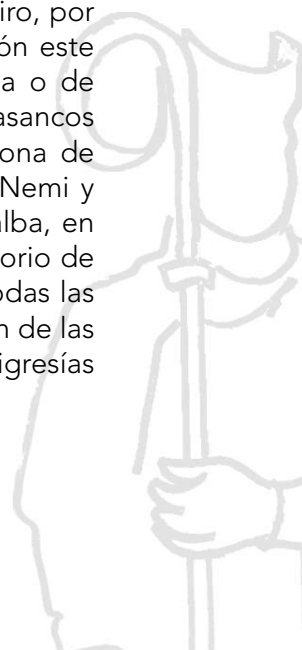 iro, por
ón este
a o de
asancos
ona de
Nemi y
alba, en
orio de
odas las
n de las
igresías